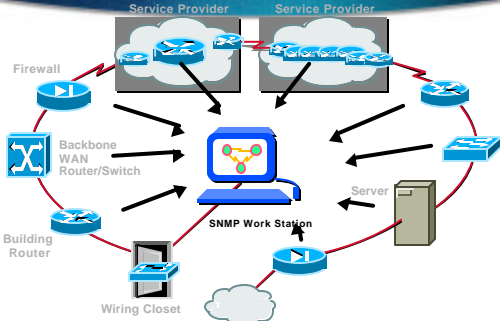 Service Provider
Service Provider
Firewall
Backbone
WAN
Router/Switch
Server
SNMP Work Station
Building
Router
Wiring Closet